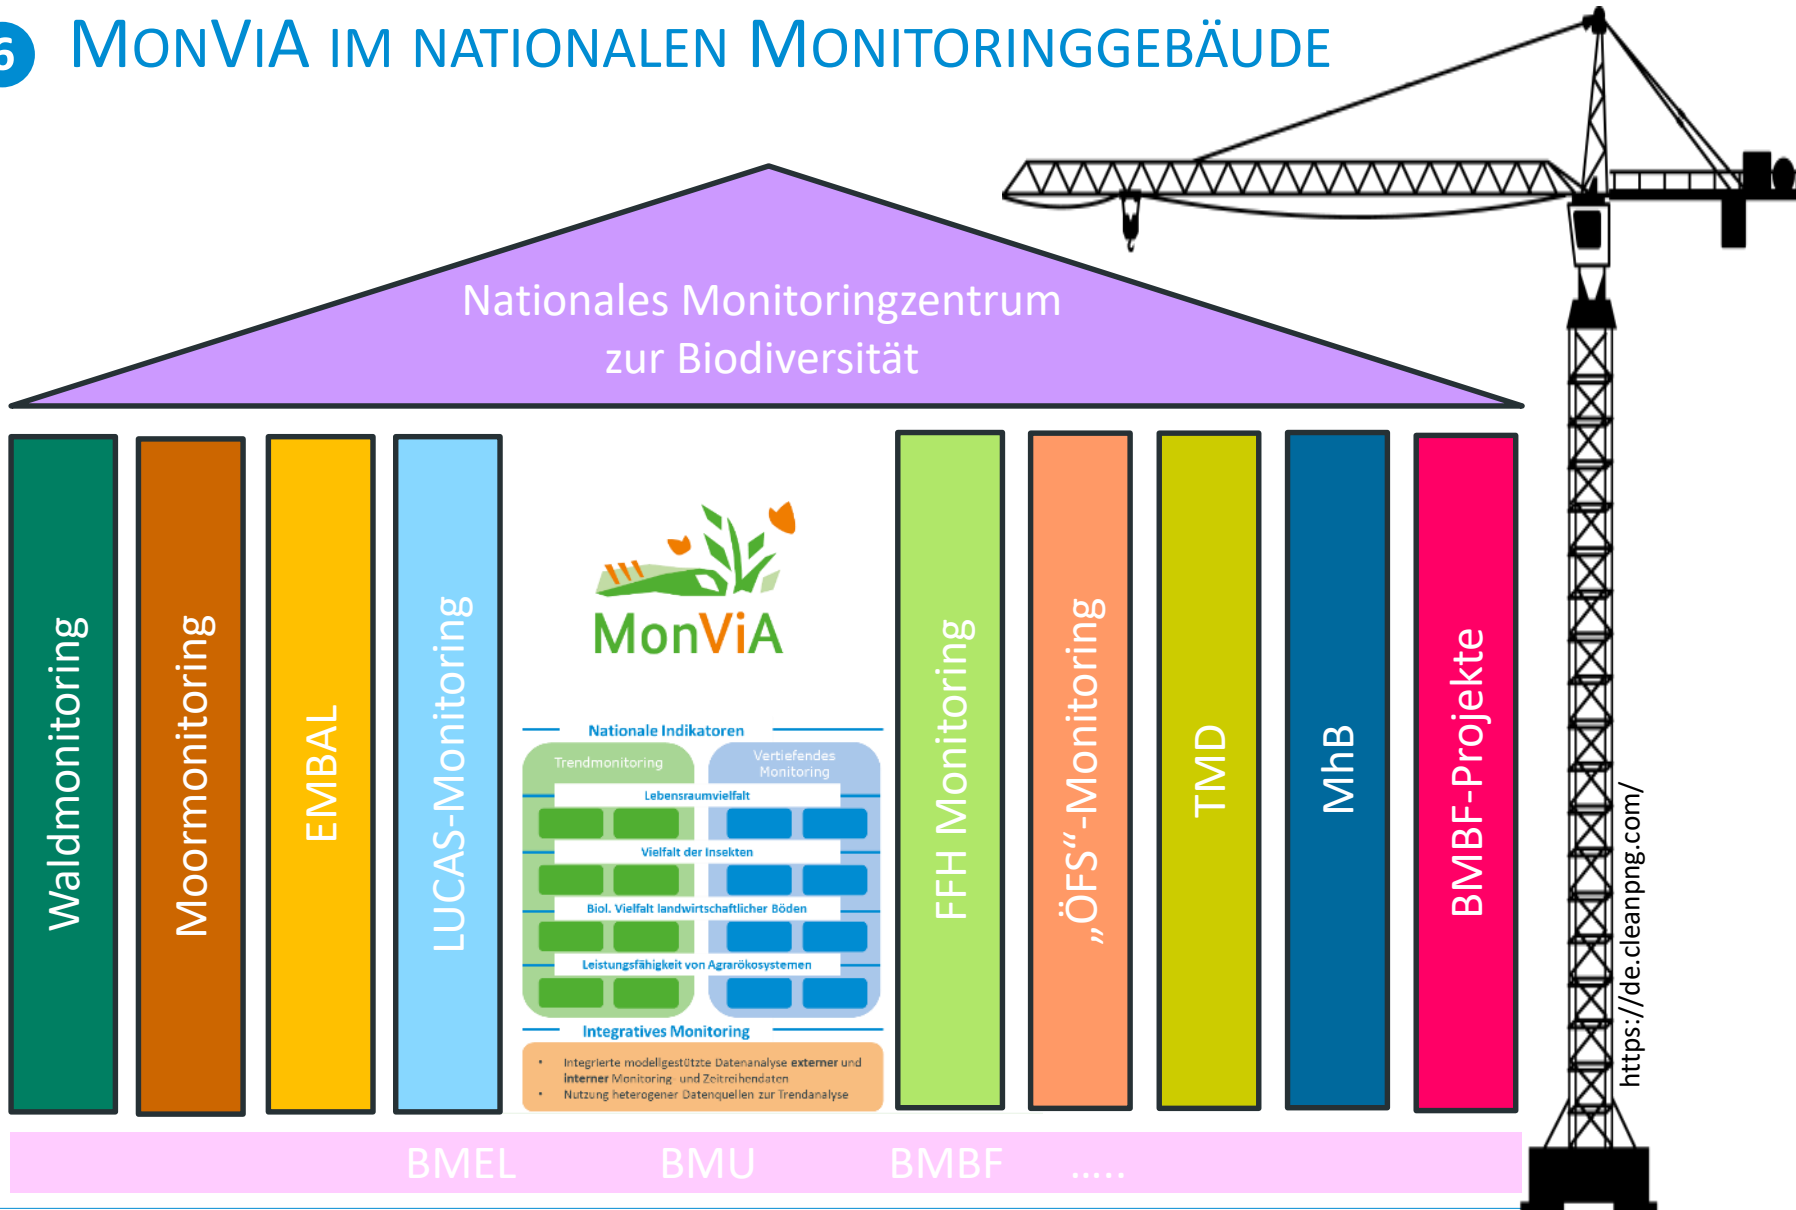 6 MonViA im nationalen Monitoringgebäude
Nationales Monitoringzentrum
zur Biodiversität
Waldmonitoring
Moormonitoring
EMBAL
LUCAS-Monitoring
MonViA
Nationale Indikatoren
Trendmonitoring
Vertiefendes
Monitoring
Lebensraumvielfalt
Vielfalt der Insekten
Biol. Vielfalt landwirtschaftlicher Böden
Leistungsfähigkeit von Agrarökosystemen
Integratives Monitoring
• Integrierte modellgestützte Datenanalyse externer und
interner Monitoring- und Zeitreihendaten
• Nutzung heterogener Datenquellen zur Trendanalyse
FFH Monitoring
„ÖFS“-Monitoring
TMD
MhB
BMBF-Projekte
https://de.cleanpng.com/
BMEL BMU BMBF .....